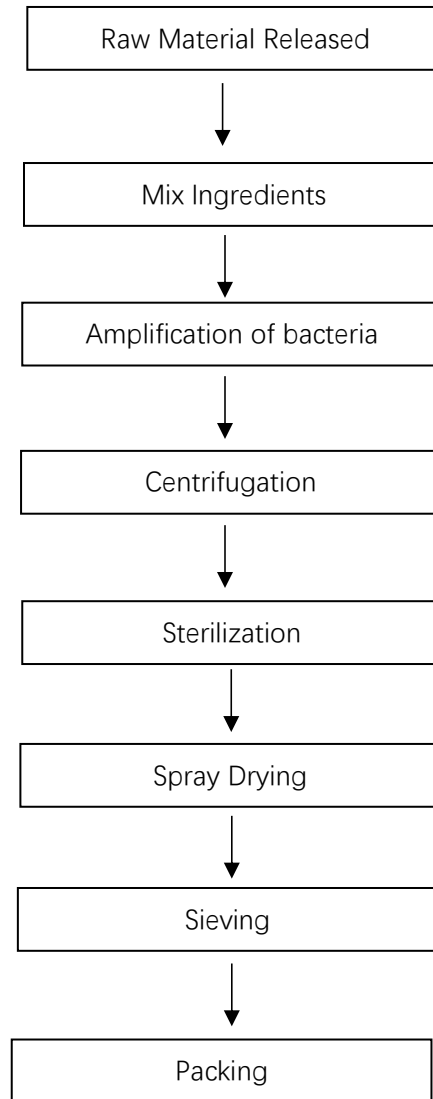 Raw Material Released
Mix Ingredients
Amplification of bacteria
Centrifugation
Sterilization
Spray Drying
Sieving
Packing